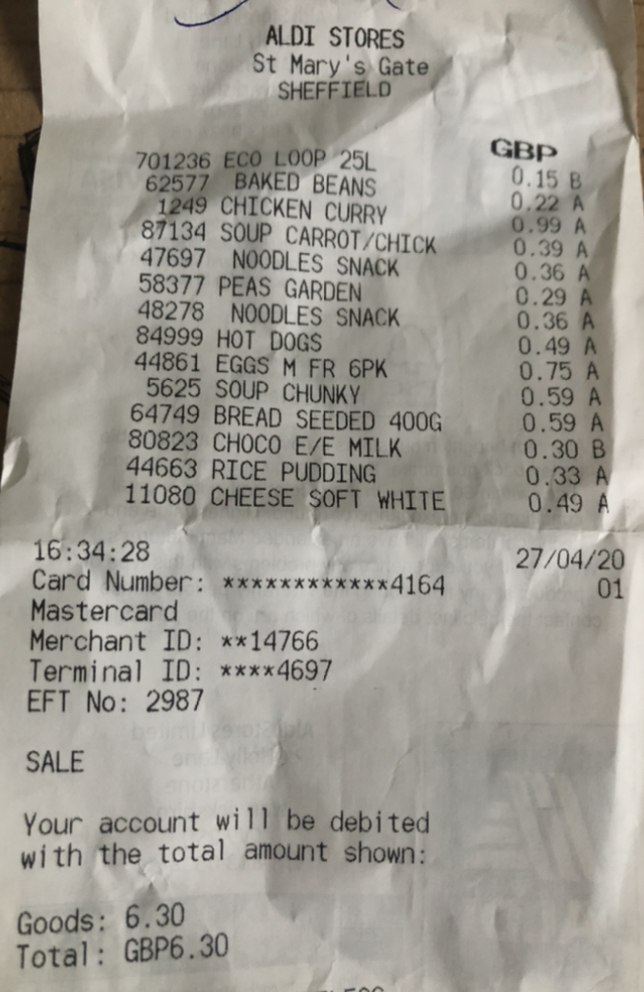 ALDI STORES
St Mary's Gate
SHEFFIELD
GBP
701236 ECO LOOP 25L 0.15 B
62577 BAKED BEANS 0.22 A
1249 CHICKEN CURRY 0.99 A
87134 SOUP CARROT/CHICK 0.39 A
47697 NOODLES SNACK 0.36 A
58377 PEAS GARDEN 0.29 A
48278 NOODLES SNACK 0.36 A
84999 HOT DOGS 0.49 A
44861 EGGS M FR 6PK 0.75 A
5625 SOUP CHUNKY 0.59 A
64749 BREAD SEEDED 400G 0.59 A
80823 CHOCO E/E MILK 0.30 B
44663 RICE PUDDING 0.33 A
11080 CHEESE SOFT WHITE 0.49 A
16:34:28 27/04/20
Card Number: ************4164 01
Mastercard
Merchant ID: **14766
Terminal ID: ****4697
EFT No: 2987
SALE
Your account will be debited
with the total amount shown:
Goods: 6.30
Total: GBP6.30